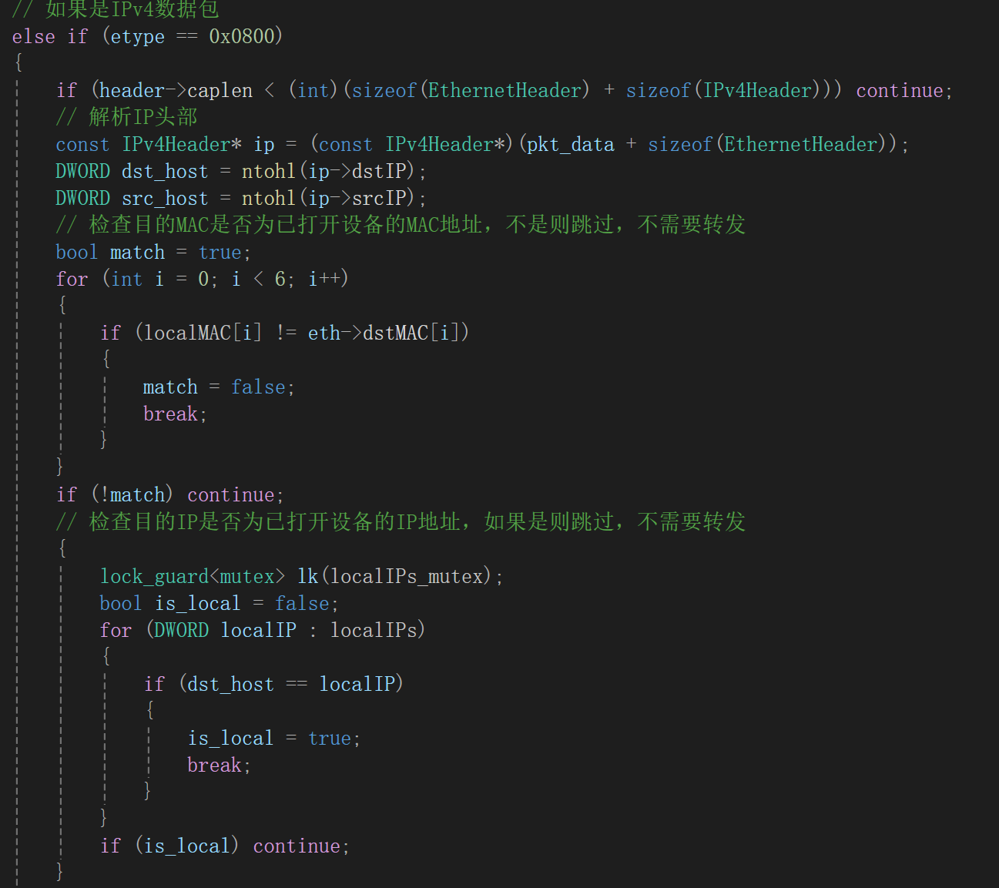 // 如果是IPv4数据包
else if (etype == 0x0800)
{
if (header->caplen < (int)(sizeof(EthernetHeader) + sizeof(IPv4Header))) continue;
// 解析IP头部
const IPv4Header* ip = (const IPv4Header*)(pkt_data + sizeof(EthernetHeader));
DWORD dst_host = ntohl(ip->dstIP);
DWORD src_host = ntohl(ip->srcIP);
// 检查目的MAC是否为已打开设备的MAC地址，不是则跳过，不需要转发
bool match = true;
for (int i = 0; i < 6; i++)
{
if (localMAC[i] != eth->dstMAC[i])
{
match = false;
break;
}
}
if (!match) continue;
// 检查目的IP是否为已打开设备的IP地址，如果是则跳过，不需要转发
{
lock_guard<mutex> lk(localIPs_mutex);
bool is_local = false;
for (DWORD localIP : localIPs)
{
if (dst_host == localIP)
{
is_local = true;
break;
}
}
if (is_local) continue;
}